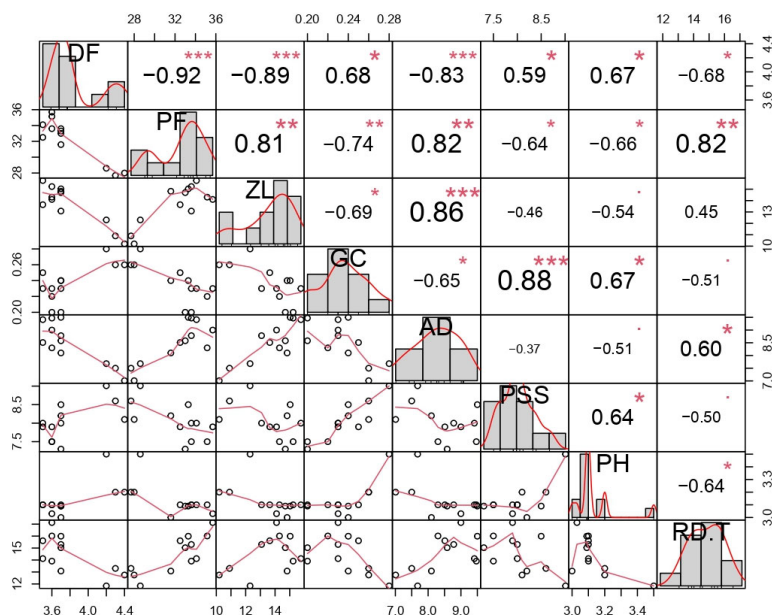 28 32 36 0.20 0.24 0.28 7.5 8.5 12 14 16
DF *** −0.92 *** −0.89 * 0.68 *** −0.83 * 0.59 * 0.67 * −0.68 3.6 4.0 4.4
28 32 36 PF ** 0.81 ** −0.74 ** 0.82 * −0.64 * −0.66 ** 0.82
ZL * −0.69 *** 0.86 −0.46 . −0.54 0.45 10 13
0.20 0.26 GC * −0.65 *** 0.88 * 0.67 . −0.51
AD −0.37 . −0.51 * 0.60 7.0 8.5
7.5 8.5 PSS * 0.64 . −0.50
PH * −0.64 3.0 3.3
12 15 RD.T
3.6 4.0 4.4 10 12 14 7.0 8.0 9.0 3.0 3.2 3.4